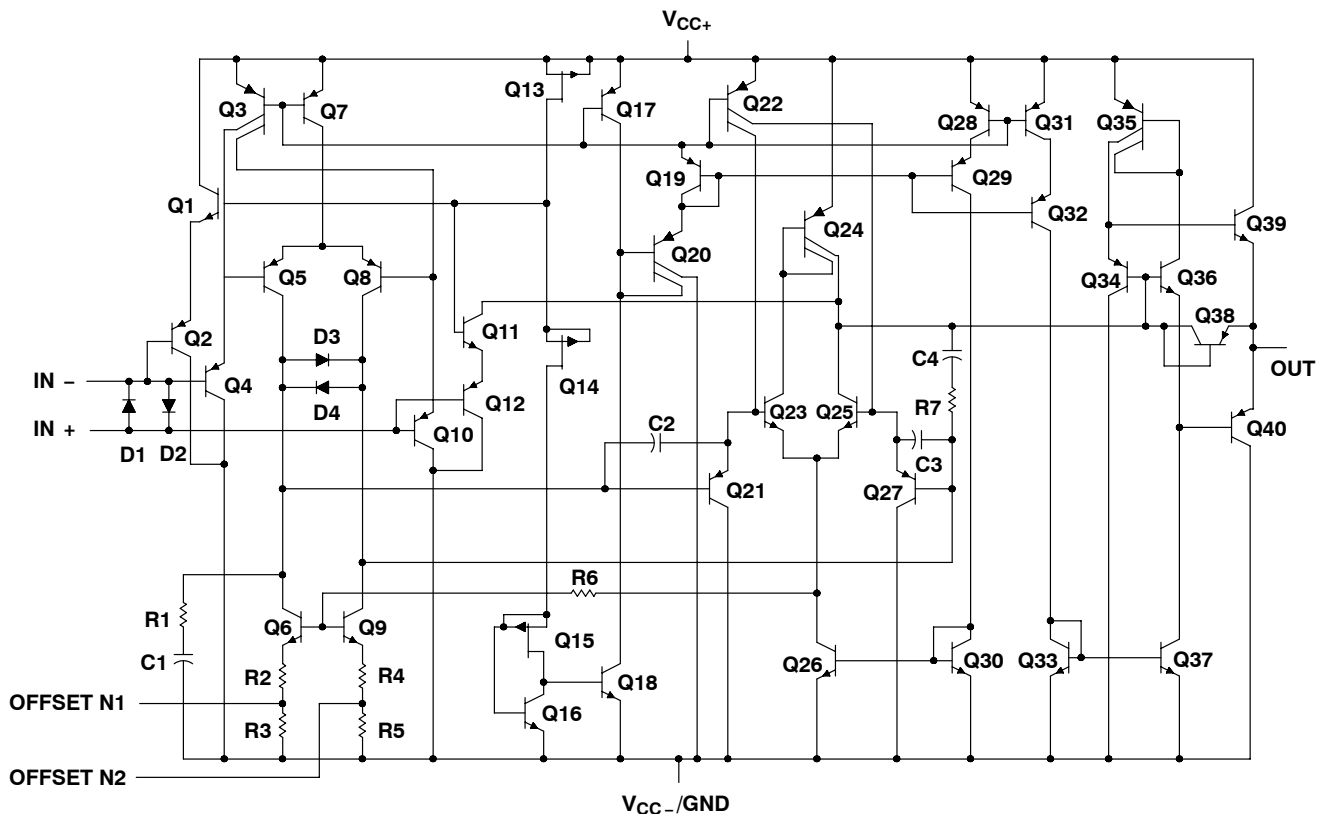 VCC+
Q3
Q7
Q13
Q17
Q22
Q28
Q31
Q35
Q1
Q19
Q29
Q32
Q39
Q5
Q8
Q20
Q24
Q34
Q36
Q2
D3
Q11
Q38
IN −
Q4
D4
Q14
C4
OUT
Q12
R7
IN +
D1
D2
Q10
C2
Q23
Q25
C3
Q40
Q21
Q27
R1
R6
Q6
Q9
Q15
C1
R2
R4
Q18
Q26
Q30
Q33
Q37
OFFSET N1
R3
R5
Q16
OFFSET N2
VCC−/GND